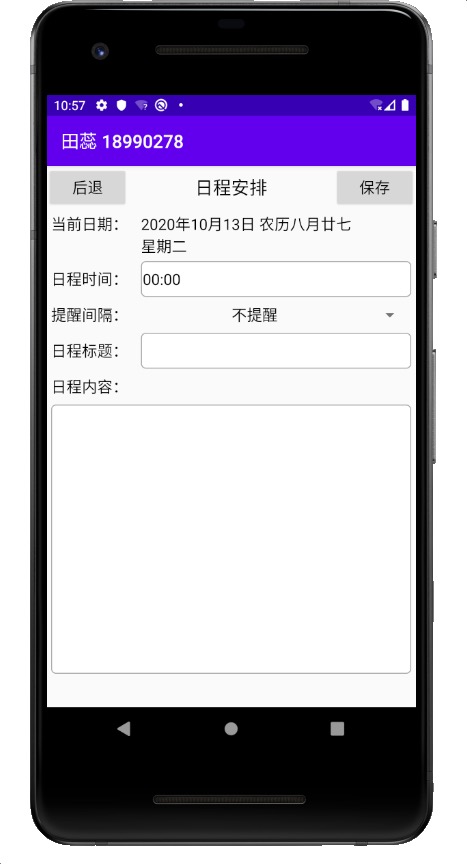 10:57
田蕊 18990278
后退 日程安排 保存
当前日期： 2020年10月13日 农历八月廿七
星期二
日程时间： 00:00
提醒间隔： 不提醒
日程标题：
日程内容：